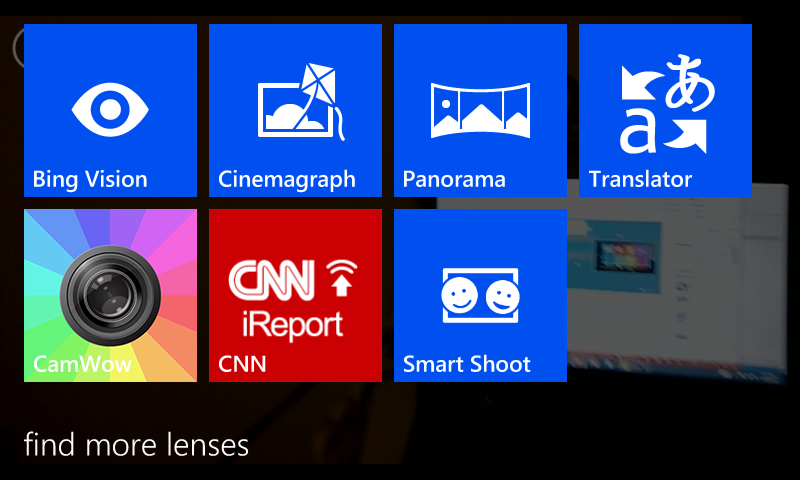 あ
a
Bing Vision
Cinemagraph
Panorama
Translator
CNN
iReport
CamWow
CNN
Smart Shoot
find more lenses